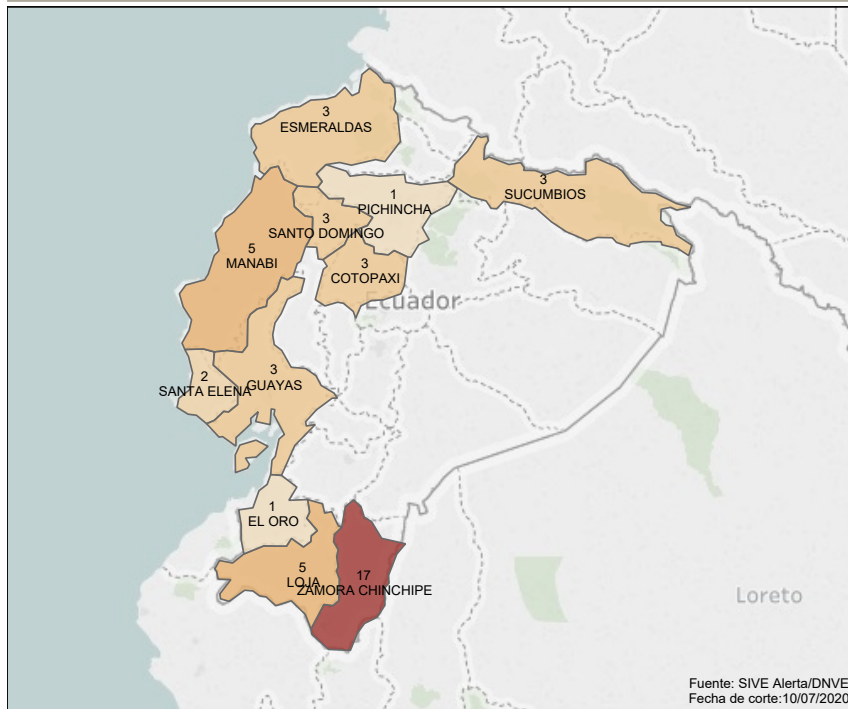 3
ESMERALDAS
3
SUCUMBIOS
1
PICHINCHA
3
SANTO DOMINGO
5
MANABI
3
COTOPAXI
Ecuador
2
SANTA ELENA
3
GUAYAS
1
EL ORO
5
LOJA
17
ZAMORA CHINCHIPE
Loreto
Fuente: SIVE Alerta/DNVE
Fecha de corte:10/07/2020